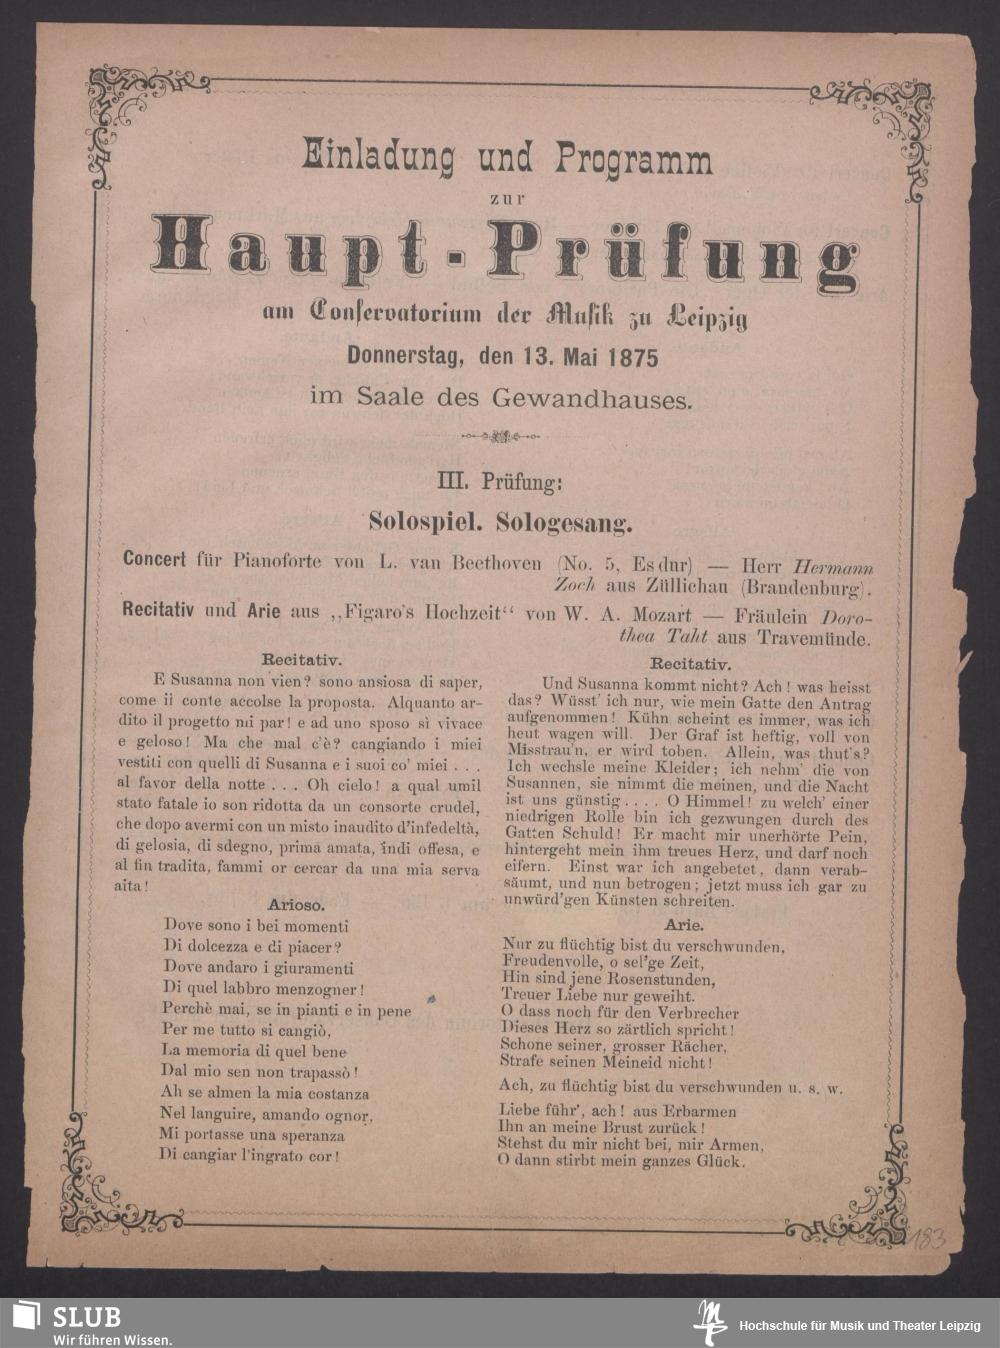 Einladung und Programm
zur
Haupt-Prüfung
am Conservatorium der Musik zu Leipzig
Donnerstag, den 13. Mai 1875
im Saale des Gewandhauses.
III. Prüfung:
Solospiel. Sologesang.
Concert für Pianoforte von L. van Beethoven (No. 5, Es dur) — Herr Hermann
Zoch aus Züllichau (Brandenburg).
Recitativ und Arie aus ,,Figaro's Hochzeit“ von W. A. Mozart — Fräulein Doro-
thea Taht aus Travemünde.
Recitativ.
E Susanna non vien? sono ansiosa di saper,
come il conte accolse la proposta. Alquanto ar-
dito il progetto mi par! e ad uno sposo sì vivace
e geloso! Ma che mal c'è? cangiando i miei
vestiti con quelli di Susanna e i suoi co' miei . . .
al favor della notte . . . Oh cielo! a qual umil
stato fatale io son ridotta da un consorte crudel,
che dopo avermi con un misto inaudito d'infedeltà,
di gelosia, di sdegno, prima amata, indi offesa, e
al fin tradita, fammi or cercar da una mia serva
aita!
Arioso.
Dove sono i bei momenti
Di dolcezza e di piacer?
Dove andaro i giuramenti
Di quel labbro menzogner!
Perchè mai, se in pianti e in pene
Per me tutto si cangiò,
La memoria di quel bene
Dal mio sen non trapassò!
Ah se almen la mia costanza
Nel languire, amando ognor,
Mi portasse una speranza
Di cangiar l'ingrato cor!
Recitativ.
Und Susanna kommt nicht? Ach! was heisst
das? Wüsst' ich nur, wie mein Gatte den Antrag
aufgenommen! Kühn scheint es immer, was ich
heut wagen will. Der Graf ist heftig, voll von
Misstrau'n, er wird toben. Allein, was thut's?
Ich wechsle meine Kleider; ich nehm' die von
Susannen, sie nimmt die meinen, und die Nacht
ist uns günstig . . . . O Himmel! zu welch' einer
niedrigen Rolle bin ich gezwungen durch des
Gatten Schuld! Er macht mir unerhörte Pein,
hintergeht mein ihm treues Herz, und darf noch
eifern. Einst war ich angebetet, dann verab-
säumt, und nun betrogen; jetzt muss ich gar zu
unwürd'gen Künsten schreiten.
Arie.
Nur zu flüchtig bist du verschwunden,
Freudenvolle, o sel'ge Zeit,
Hin sind jene Rosenstunden,
Treuer Liebe nur geweiht.
O dass noch für den Verbrecher
Dieses Herz so zärtlich spricht!
Schone seiner, grosser Rächer,
Strafe seinen Meineid nicht!
Ach, zu flüchtig bist du verschwunden u. s. w.
Liebe führ', ach! aus Erbarmen
Ihn an meine Brust zurück!
Stehst du mir nicht bei, mir Armen,
O dann stirbt mein ganzes Glück.
183
SLUB
Wir führen Wissen.
Hochschule für Musik und Theater Leipzig